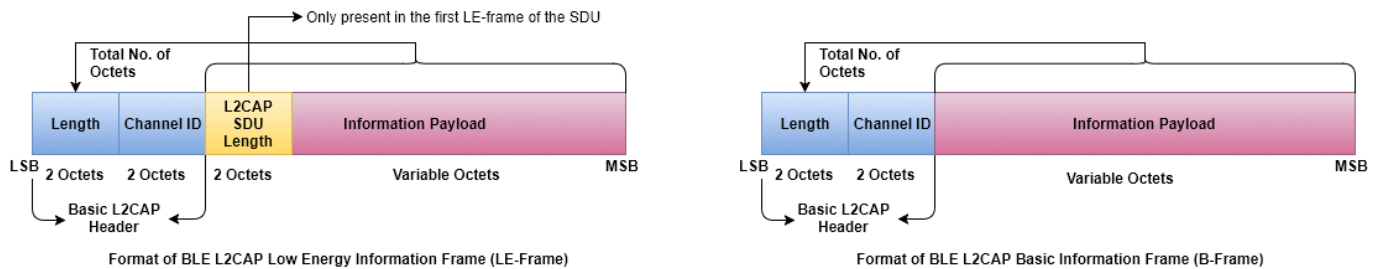 Only present in the first LE-frame of the SDU
Total No. of
Octets
Length
Channel ID
L2CAP
SDU
Length
Information Payload
LSB
2 Octets
2 Octets
2 Octets
Variable Octets
MSB
Basic L2CAP
Header
Format of BLE L2CAP Low Energy Information Frame (LE-Frame)
Total No. of
Octets
Length
Channel ID
Information Payload
LSB
2 Octets
2 Octets
Variable Octets
MSB
Basic L2CAP
Header
Format of BLE L2CAP Basic Information Frame (B-Frame)